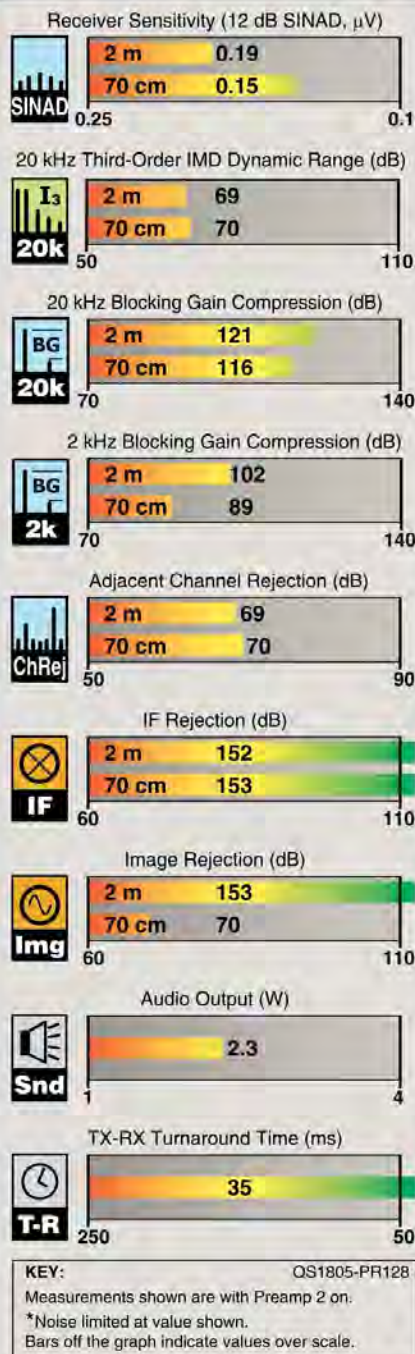 Receiver Sensitivity (12 dB SINAD, µV)
2 m 0.19
70 cm 0.15
SINAD
0.25 0.1
20 kHz Third-Order IMD Dynamic Range (dB)
I3
2 m 69
70 cm 70
20k
50 110
20 kHz Blocking Gain Compression (dB)
BG
2 m 121
70 cm 116
20k
70 140
2 kHz Blocking Gain Compression (dB)
BG
2 m 102
70 cm 89
2k
70 140
Adjacent Channel Rejection (dB)
2 m 69
70 cm 70
ChRej
50 90
IF Rejection (dB)
2 m 152
70 cm 153
IF
60 110
Image Rejection (dB)
2 m 153
70 cm 70
Img
60 110
Audio Output (W)
2.3
Snd
1 4
TX-RX Turnaround Time (ms)
35
T-R
250 50
KEY: QS1805-PR128
Measurements shown are with Preamp 2 on.
*Noise limited at value shown.
Bars off the graph indicate values over scale.